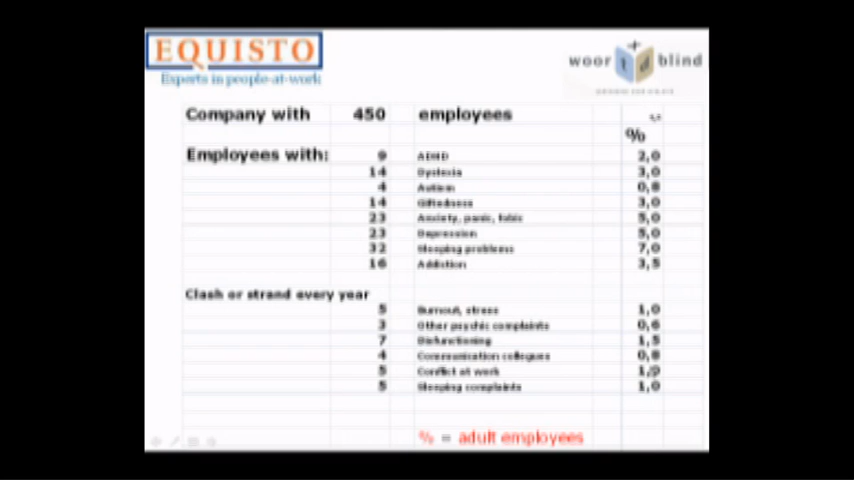 EQUISTO
Experts in people-at-work
woor td blind
Company with 450 employees
%
Employees with: 9 ADHD 2,0
14 Dyslexia 3,0
4 Autism 0,8
14 Giftedness 3,0
23 Anxiety, panic, fobic 5,0
23 Depression 5,0
32 Sleeping problems 7,0
16 Addiction 3,5
Clash or strand every year
5 Burnout, stress 1,0
3 Other psychic complaints 0,6
7 Disfunctioning 1,5
4 Communication collegues 0,8
5 Conflict at work 1,0
5 Sleeping complaints 1,0
% = adult employees